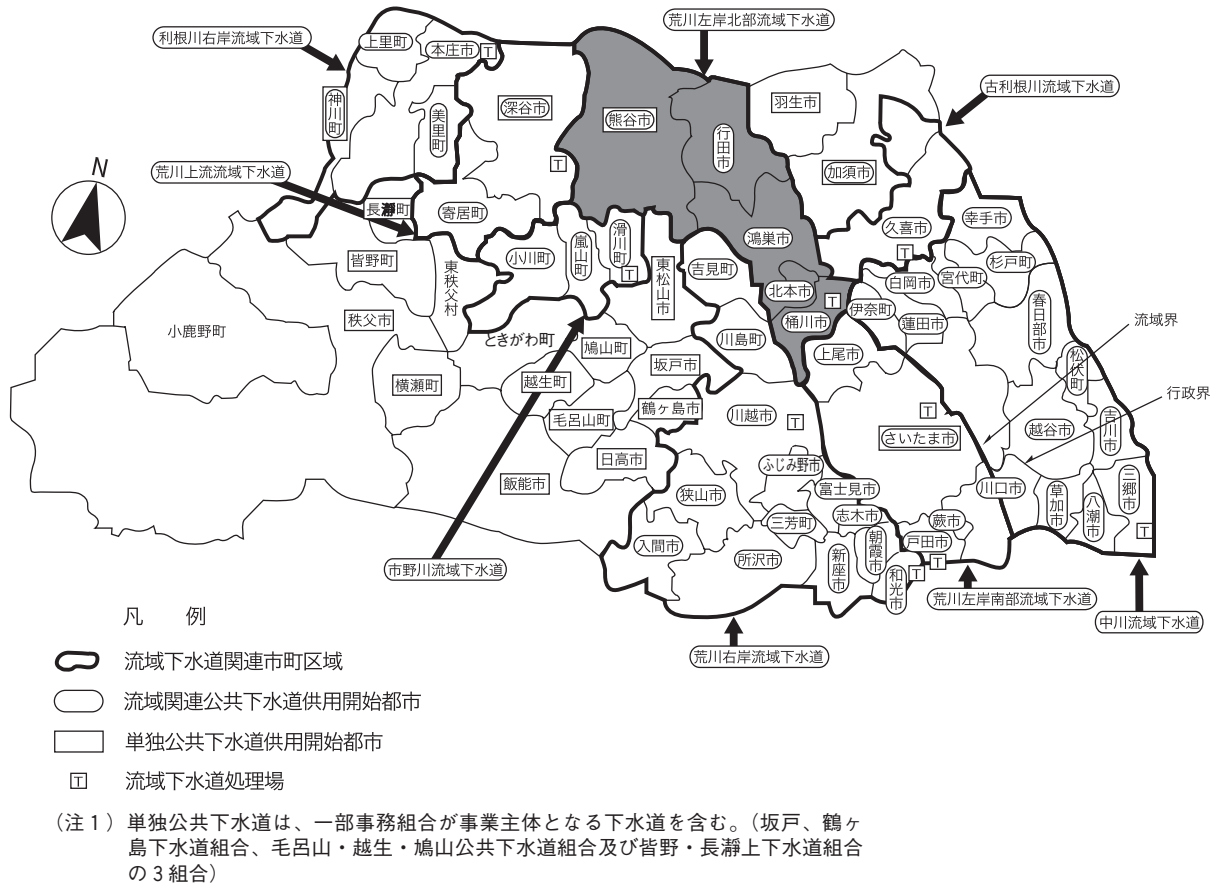 荒川左岸北部流域下水道
利根川右岸流域下水道
上里町
本庄市
T
古利根川流域下水道
神川町
美里町
深谷市
熊谷市
行田市
羽生市
T
加須市
N
荒川上流流域下水道
長瀞町
寄居町
幸手市
久喜市
鴻巣市
滑川町
嵐山町
小川町
東松山市
吉見町
T
T
杉戸町
宮代町
白岡市
皆野町
東秩父村
北本市
T
伊奈町
春日部市
桶川市
蓮田市
秩父市
小鹿野町
ときがわ町
鳩山町
川島町
上尾市
流域界
松伏町
坂戸市
横瀬町
越生町
行政界
鶴ヶ島市
川越市
T
T
毛呂山町
さいたま市
越谷市
吉川市
日高市
ふじみ野市
飯能市
狭山市
富士見市
川口市
三郷市
草加市
八潮市
三芳町
志木市
蕨市
朝霞市
戸田市
T
入間市
所沢市
新座市
和光市
T
T
市野川流域下水道
荒川左岸南部流域下水道
中川流域下水道
荒川右岸流域下水道
凡　例
流域下水道関連市町区域
流域関連公共下水道供用開始都市
単独公共下水道供用開始都市
T 流域下水道処理場
（注１）単独公共下水道は、一部事務組合が事業主体となる下水道を含む。（坂戸、鶴ヶ
島下水道組合、毛呂山・越生・鳩山公共下水道組合及び皆野・長瀞上下水道組合
の３組合）